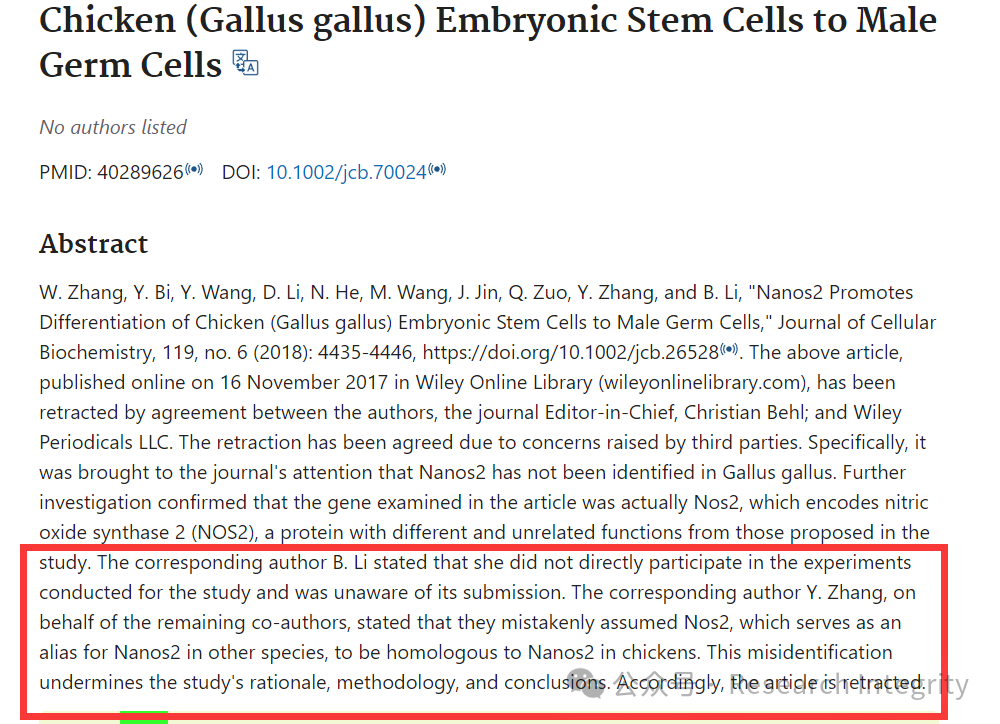 Chicken (Gallus gallus) Embryonic Stem Cells to Male
Germ Cells
No authors listed
PMID: 40289626 DOI: 10.1002/jcb.70024
Abstract
W. Zhang, Y. Bi, Y. Wang, D. Li, N. He, M. Wang, J. Jin, Q. Zuo, Y. Zhang, and B. Li, "Nanos2 Promotes
Differentiation of Chicken (Gallus gallus) Embryonic Stem Cells to Male Germ Cells," Journal of Cellular
Biochemistry, 119, no. 6 (2018): 4435-4446, https://doi.org/10.1002/jcb.26528. The above article,
published online on 16 November 2017 in Wiley Online Library (wileyonlinelibrary.com), has been
retracted by agreement between the authors, the journal Editor-in-Chief, Christian Behl; and Wiley
Periodicals LLC. The retraction has been agreed due to concerns raised by third parties. Specifically, it
was brought to the journal's attention that Nanos2 has not been identified in Gallus gallus. Further
investigation confirmed that the gene examined in the article was actually Nos2, which encodes nitric
oxide synthase 2 (NOS2), a protein with different and unrelated functions from those proposed in the
study. The corresponding author B. Li stated that she did not directly participate in the experiments
conducted for the study and was unaware of its submission. The corresponding author Y. Zhang, on
behalf of the remaining co-authors, stated that they mistakenly assumed Nos2, which serves as an
alias for Nanos2 in other species, to be homologous to Nanos2 in chickens. This misidentification
undermines the study's rationale, methodology, and conclusions. Accordingly, the article is retracted.
公众号 · Research Integrity